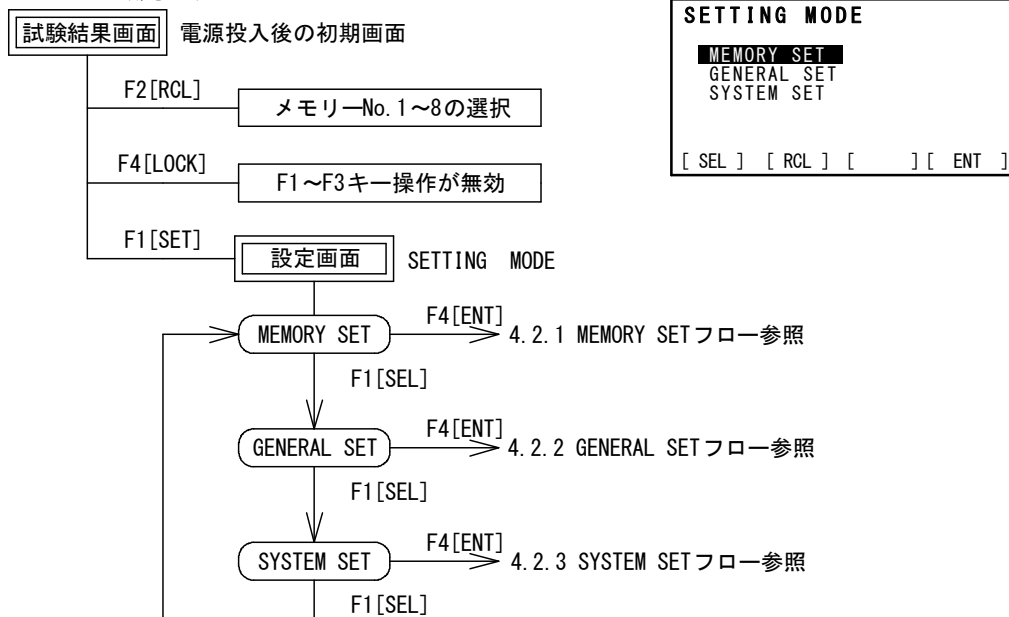 試験結果画面 電源投入後の初期画面
F2[RCL]
メモリーNo.1～8の選択
F4[LOCK]
F1～F3キー操作が無効
F1[SET]
設定画面 SETTING MODE
MEMORY SET F4[ENT] 4.2.1 MEMORY SETフロー参照
F1[SEL]
GENERAL SET F4[ENT] 4.2.2 GENERAL SETフロー参照
F1[SEL]
SYSTEM SET F4[ENT] 4.2.3 SYSTEM SETフロー参照
F1[SEL]
SETTING MODE
MEMORY SET
GENERAL SET
SYSTEM SET
[ SEL ] [ RCL ] [ ] [ ENT ]